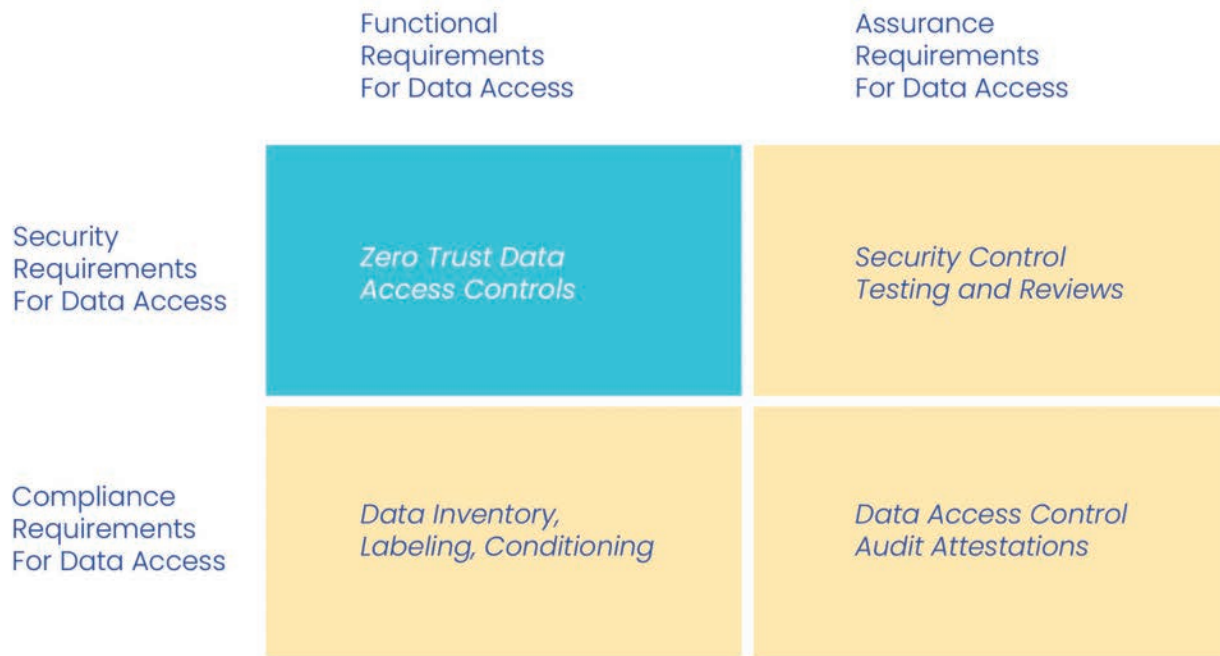 Functional
Requirements
For Data Access
Assurance
Requirements
For Data Access
Security
Requirements
For Data Access
Zero Trust Data
Access Controls
Security Control
Testing and Reviews
Compliance
Requirements
For Data Access
Data Inventory,
Labeling, Conditioning
Data Access Control
Audit Attestations